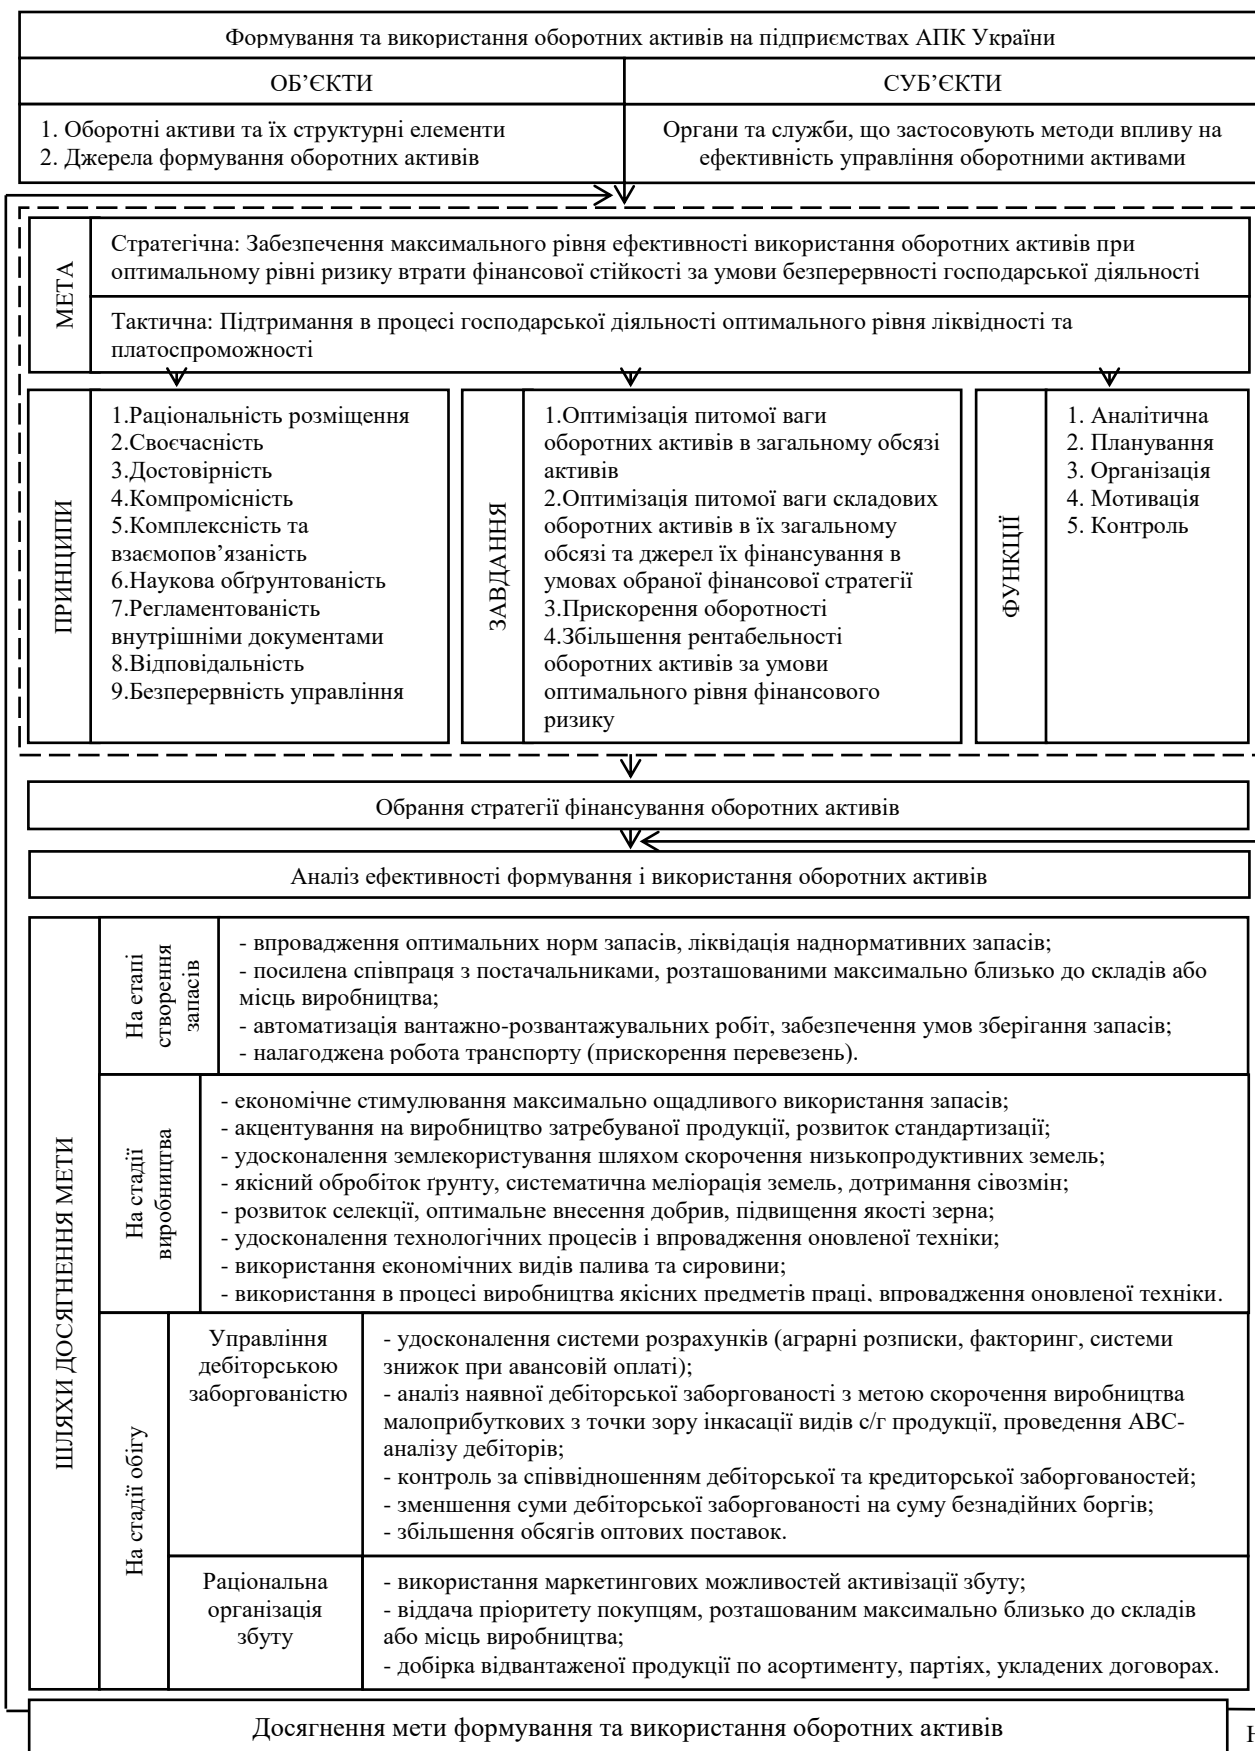 Формування та використання оборотних активів на підприємствах АПК України
ОБ’ЄКТИ
СУБ’ЄКТИ
1. Оборотні активи та їх структурні елементи
2. Джерела формування оборотних активів
Органи та служби, що застосовують методи впливу на
ефективність управління оборотними активами
МЕТА
Стратегічна: Забезпечення максимального рівня ефективності використання оборотних активів при
оптимальному рівні ризику втрати фінансової стійкості за умови безперервності господарської діяльності
Тактична: Підтримання в процесі господарської діяльності оптимального рівня ліквідності та
платоспроможності
ПРИНЦИПИ
1.Раціональність розміщення
2.Своєчасність
3.Достовірність
4.Компромісність
5.Комплексність та
взаємопов’язаність
6.Наукова обґрунтованість
7.Регламентованість
внутрішніми документами
8.Відповідальність
9.Безперервність управління
ЗАВДАННЯ
1.Оптимізація питомої ваги
оборотних активів в загальному обсязі
активів
2.Оптимізація питомої ваги складових
оборотних активів в їх загальному
обсязі та джерел їх фінансування в
умовах обраної фінансової стратегії
3.Прискорення оборотності
4.Збільшення рентабельності
оборотних активів за умови
оптимального рівня фінансового
ризику
ФУНКЦІЇ
1. Аналітична
2. Планування
3. Організація
4. Мотивація
5. Контроль
Обрання стратегії фінансування оборотних активів
Аналіз ефективності формування і використання оборотних активів
ШЛЯХИ ДОСЯГНЕННЯ МЕТИ
На етапі
створення
запасів
- впровадження оптимальних норм запасів, ліквідація наднормативних запасів;
- посилена співпраця з постачальниками, розташованими максимально близько до складів або
місць виробництва;
- автоматизація вантажно-розвантажувальних робіт, забезпечення умов зберігання запасів;
- налагоджена робота транспорту (прискорення перевезень).
На стадії
виробництва
- економічне стимулювання максимально ощадливого використання запасів;
- акцентування на виробництво затребуваної продукції, розвиток стандартизації;
- удосконалення землекористування шляхом скорочення низькопродуктивних земель;
- якісний обробіток ґрунту, систематична меліорація земель, дотримання сівозмін;
- розвиток селекції, оптимальне внесення добрив, підвищення якості зерна;
- удосконалення технологічних процесів і впровадження оновленої техніки;
- використання економічних видів палива та сировини;
- використання в процесі виробництва якісних предметів праці, впровадження оновленої техніки.
На стадії обігу
Управління
дебіторською
заборгованістю
- удосконалення системи розрахунків (аграрні розписки, факторинг, системи
знижок при авансовій оплаті);
- аналіз наявної дебіторської заборгованості з метою скорочення виробництва
малоприбуткових з точки зору інкасації видів с/г продукції, проведення АВС-
аналізу дебіторів;
- контроль за співвідношенням дебіторської та кредиторської заборгованостей;
- зменшення суми дебіторської заборгованості на суму безнадійних боргів;
- збільшення обсягів оптових поставок.
Раціональна
організація
збуту
- використання маркетингових можливостей активізації збуту;
- віддача пріоритету покупцям, розташованим максимально близько до складів
або місць виробництва;
- добірка відвантаженої продукції по асортименту, партіях, укладених договорах.
Досягнення мети формування та використання оборотних активів